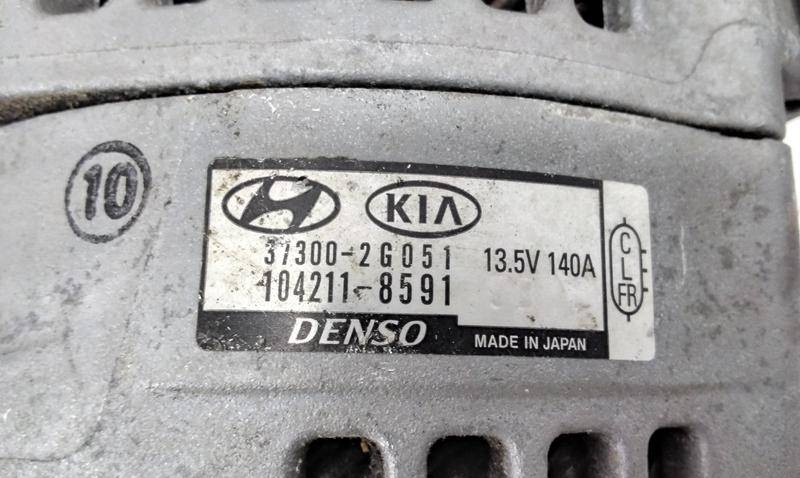 10
KIA
37300-2G051 13.5V 140A
104211-8591
DENSO MADE IN JAPAN
C
L
FR